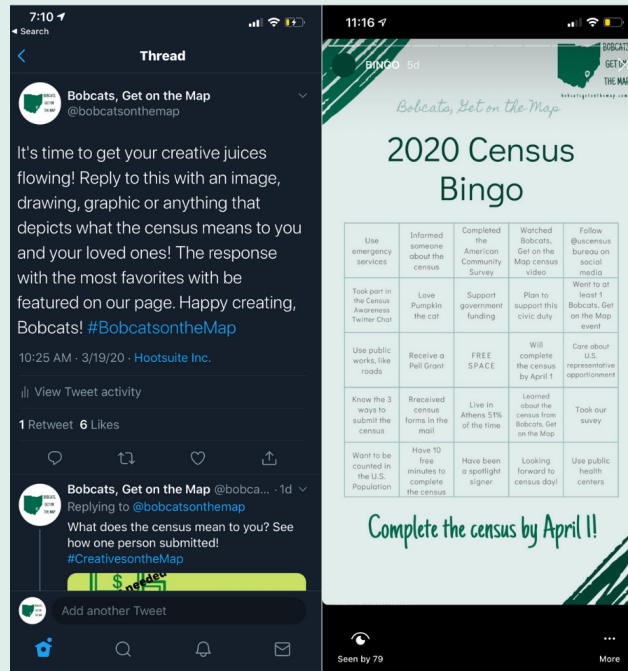 7:10
Search
Thread
Bobcats, Get on the Map
@bobcatsonthemap
It's time to get your creative juices
flowing! Reply to this with an image,
drawing, graphic or anything that
depicts what the census means to you
and your loved ones! The response
with the most favorites with be
featured on our page. Happy creating,
Bobcats! #BobcatsontheMap
10:25 AM · 3/19/20 · Hootsuite Inc.
View Tweet activity
1 Retweet 6 Likes
Bobcats, Get on the Map @bobca... · 1d
Replying to @bobcatsonthemap
What does the census mean to you? See
how one person submitted!
#CreativesontheMap
$
needed
Add another Tweet
11:16
BINGO 5d
BOBCATS
GET ON
THE MAP
bobcatsgetonthemap.com
Bobcats, Get on the Map
2020 Census
Bingo
Use
emergency
services
Informed
someone
about the
census
Completed
the
American
Community
Survey
Watched
Bobcats,
Get on the
Map census
video
Follow
@uscensus
bureau on
social
media
Took part in
the Census
Awareness
Twitter Chat
Love
Pumpkin
the cat
Support
government
funding
Plan to
support this
civic duty
Went to at
least 1
Bobcats, Get
on the Map
event
Use public
works, like
roads
Receive a
Pell Grant
FREE
SPACE
Will
complete
the census
by April 1
Care about
U.S.
representative
apportionment
Know the 3
ways to
submit the
census
Rreceived
census
forms in the
mail
Live in
Athens 51%
of the time
Learned
about the
census from
Bobcats, Get
on the Map
Took our
suvey
Want to be
counted in
the U.S.
Population
Have 10
free
minutes to
complete
the census
Have been
a spotlight
signer
Looking
forward to
census day!
Use public
health
centers
Complete the census by April 1!
Seen by 79
More